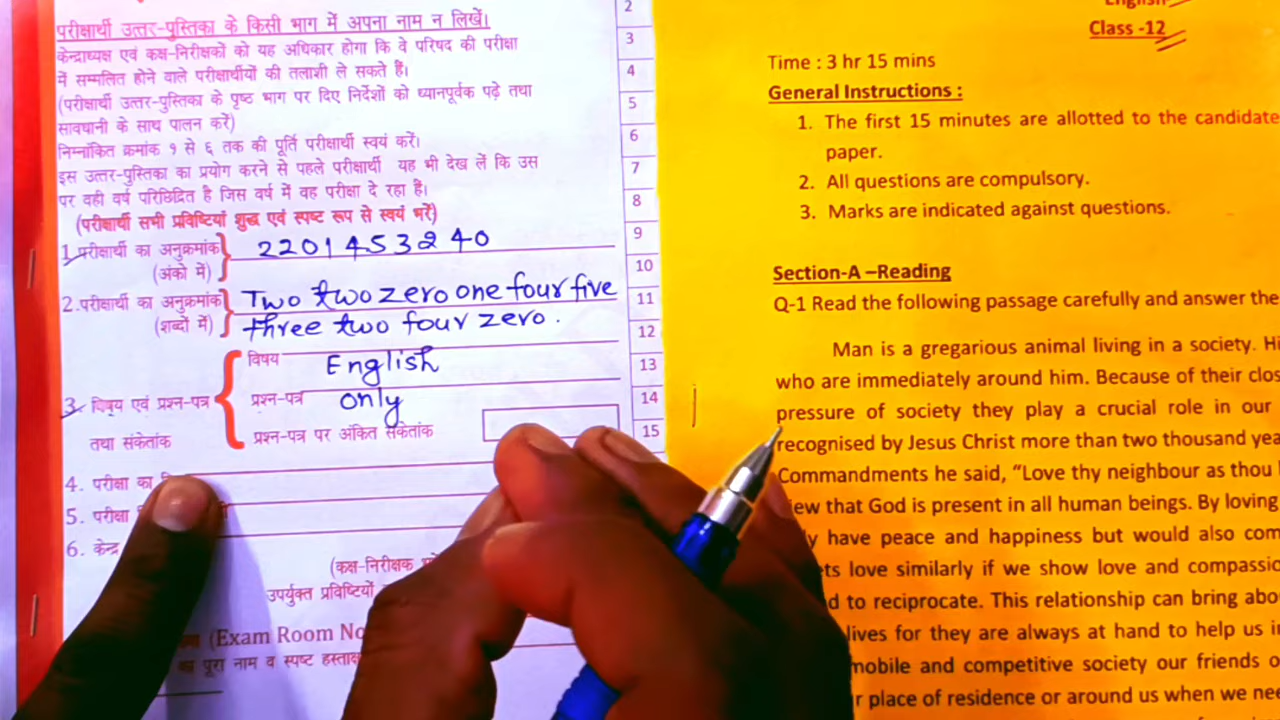 परीक्षार्थी उत्तर-पुस्तिका के किसी भाग में अपना नाम न लिखें।
केन्द्राध्यक्ष एवं कक्ष-निरीक्षकों को यह अधिकार होगा कि वे परिषद की परीक्षा
में सम्मलित होने वाले परीक्षार्थीयों की तलाशी ले सकते हैं।
(परीक्षार्थी उत्तर-पुस्तिका के पृष्ठ भाग पर दिए निर्देशों को ध्यानपूर्वक पढ़े तथा
सावधानी के साथ पालन करें)
निम्नांकित क्रमांक १ से ६ तक की पूर्ति परीक्षार्थी स्वयं करें।
इस उत्तर-पुस्तिका का प्रयोग करने से पहले परीक्षार्थी यह भी देख लें कि उस
पर वही वर्ष परिछिद्रित है जिस वर्ष में वह परीक्षा दे रहा है।
(परीक्षार्थी सभी प्रविष्टियां शुद्ध एवं स्पष्ट रूप से स्वयं भरें)
1. परीक्षार्थी का अनुक्रमांक 2201453240
(अंको में)
2. परीक्षार्थी का अनुक्रमांक Two two zero one four five
(शब्दों में) three two four zero.
विषय English
3. विषय एवं प्रश्न-पत्र प्रश्न-पत्र only
तथा संकेतांक प्रश्न-पत्र पर अंकित संकेतांक
4. परीक्षा का
5. परीक्षा
6. केन्द्र
(कक्ष-निरीक्षक
उपर्युक्त प्रविष्टियों
(Exam Room No
पूरा नाम व स्पष्ट
2
3
4
5
6
7
8
9
10
11
12
13
14
15
English
Class -12
Time : 3 hr 15 mins
General Instructions :
1. The first 15 minutes are allotted to the candidate
paper.
2. All questions are compulsory.
3. Marks are indicated against questions.
Section-A –Reading
Q-1 Read the following passage carefully and answer the
Man is a gregarious animal living in a society.
who are immediately around him. Because of their
pressure of society they play a crucial role in our
recognised by Jesus Christ more than two thousand
Commandments he said, “Love thy neighbour as thou
that God is present in all human beings. By loving
have peace and happiness but would also
love similarly if we show love and
to reciprocate. This relationship can bring
lives for they are always at hand to help us
mobile and competitive society our friends
place of residence or around us when we